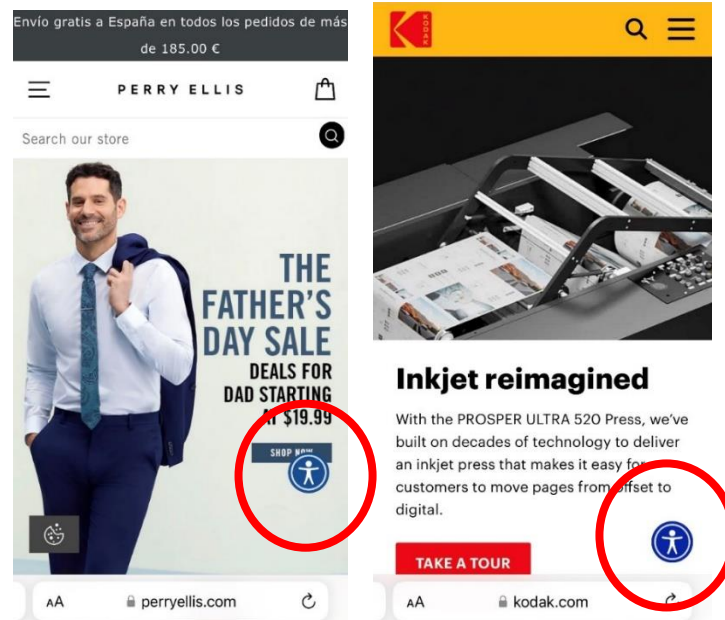 Envío gratis a España en todos los pedidos de más
de 185.00 €
PERRY ELLIS
Search our store
THE
FATHER'S
DAY SALE
DEALS FOR
DAD STARTING
AT $19.99
SHOP NOW
AA
perryellis.com
KODAK
Inkjet reimagined
With the PROSPER ULTRA 520 Press, we've
built on decades of technology to deliver
an inkjet press that makes it easy for
customers to move pages from offset to
digital.
TAKE A TOUR
AA
kodak.com